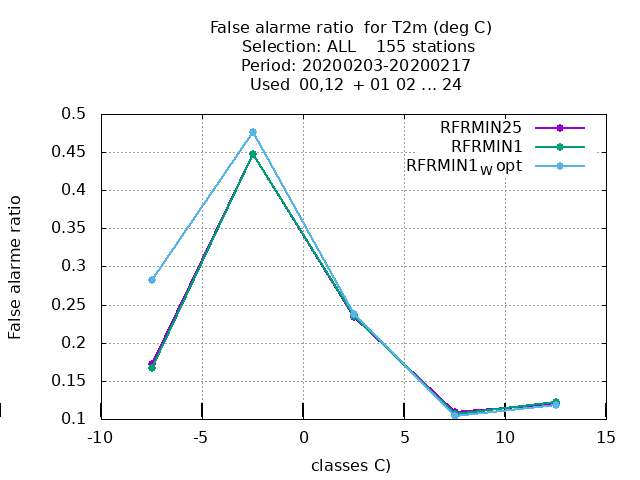 False alarme ratio  for T2m (deg C)
Selection: ALL    155 stations
Period: 20200203-20200217
Used  00,12  + 01 02 ... 24
RFRMIN25
RFRMIN1
RFRMIN1W opt
False alarme ratio
0.5
0.45
0.4
0.35
0.3
0.25
0.2
0.15
0.1
-10 -5 0 5 10 15
classes C)